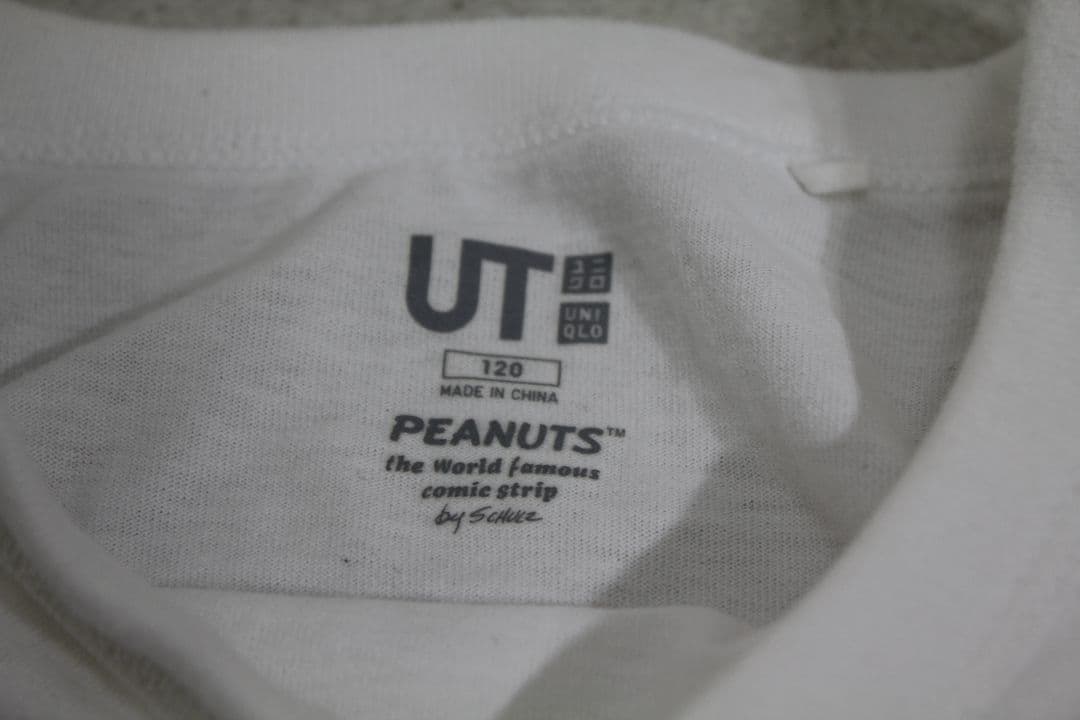 UT
ユニ
クロ
UNI
QLO
120
MADE IN CHINA
PEANUTS™
the World famous
comic strip
by SCHULZ